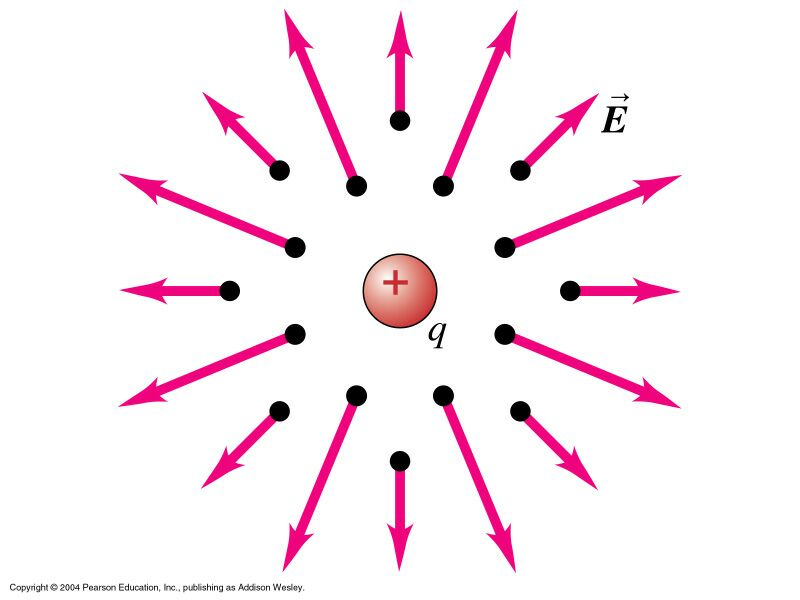 E
+
q
Copyright © 2004 Pearson Education, Inc., publishing as Addison Wesley.